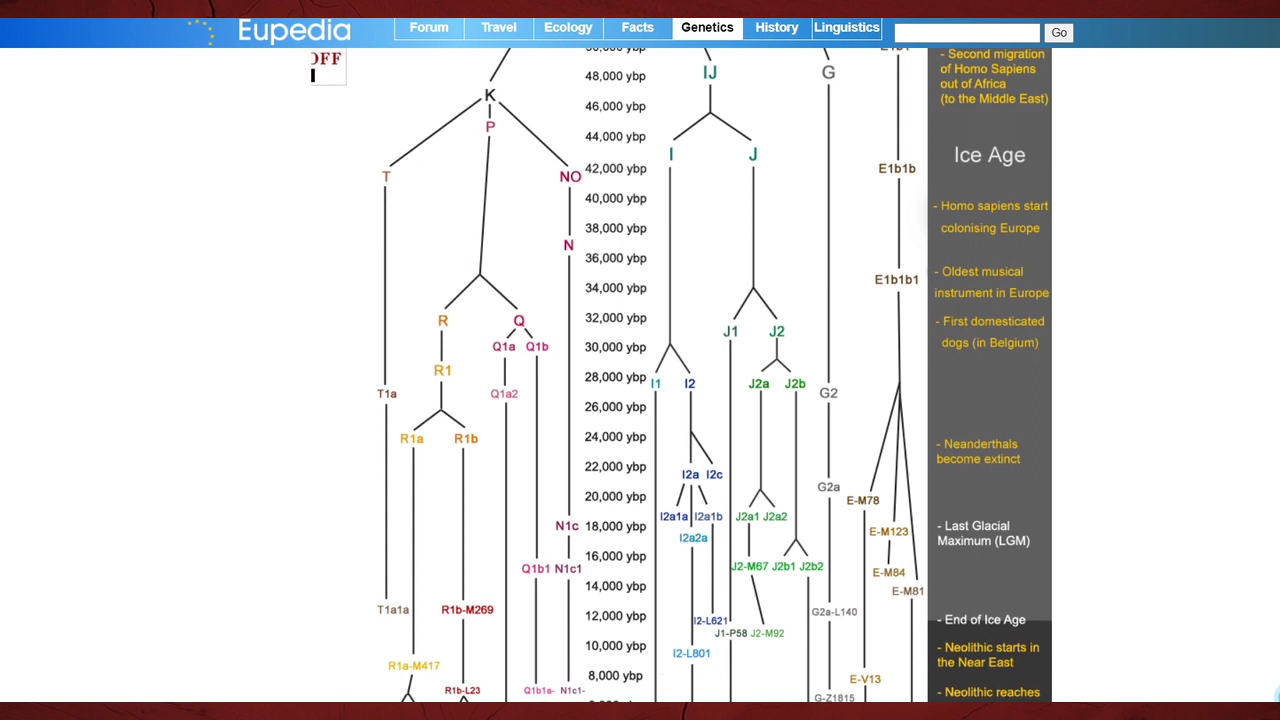 Eupedia
Forum Travel Ecology Facts Genetics History Linguistics Go
OFF
48,000 ybp
46,000 ybp
44,000 ybp
42,000 ybp
40,000 ybp
38,000 ybp
36,000 ybp
34,000 ybp
32,000 ybp
30,000 ybp
28,000 ybp
26,000 ybp
24,000 ybp
22,000 ybp
20,000 ybp
18,000 ybp
16,000 ybp
14,000 ybp
12,000 ybp
10,000 ybp
8,000 ybp
K
P
T
NO
N
R
Q
Q1a Q1b
R1
T1a
Q1a2
R1a R1b
N1c
Q1b1 N1c1
T1a1a
R1b-M269
R1a-M417
R1b-L23
Q1b1a- N1c1-
IJ
I J
J1 J2
I1 I2
J2a J2b
I2a I2c
I2a1a I2a1b
J2a1 J2a2
I2a2a
J2-M67 J2b1 J2b2
I2-L621
J1-P58 J2-M92
I2-L801
G
G2
G2a
G2a-L140
G-Z1815
E1b1b
E1b1b1
E-M78
E-M123
E-M84
E-M81
E-V13
- Second migration
of Homo Sapiens
out of Africa
(to the Middle East)
Ice Age
- Homo sapiens start
colonising Europe
- Oldest musical
instrument in Europe
- First domesticated
dogs (in Belgium)
- Neanderthals
become extinct
- Last Glacial
Maximum (LGM)
- End of Ice Age
- Neolithic starts in
the Near East
- Neolithic reaches